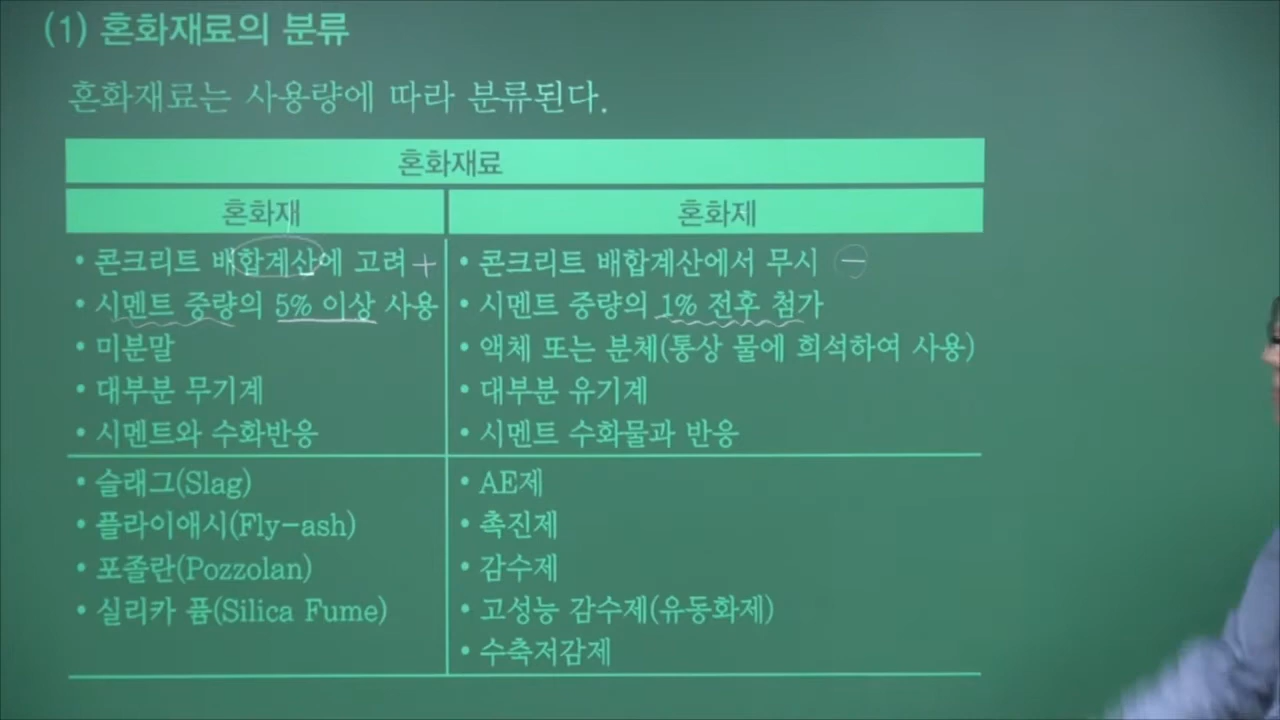 (1) 혼화재료의 분류
혼화재료는 사용량에 따라 분류된다.
혼화재료
혼화재
혼화제
• 콘크리트 배합계산에 고려 +
• 시멘트 중량의 5% 이상 사용
• 미분말
• 대부분 무기계
• 시멘트와 수화반응
• 콘크리트 배합계산에서 무시 −
• 시멘트 중량의 1% 전후 첨가
• 액체 또는 분체(통상 물에 희석하여 사용)
• 대부분 유기계
• 시멘트 수화물과 반응
• 슬래그(Slag)
• 플라이애시(Fly-ash)
• 포졸란(Pozzolan)
• 실리카 퓸(Silica Fume)
• AE제
• 촉진제
• 감수제
• 고성능 감수제(유동화제)
• 수축저감제